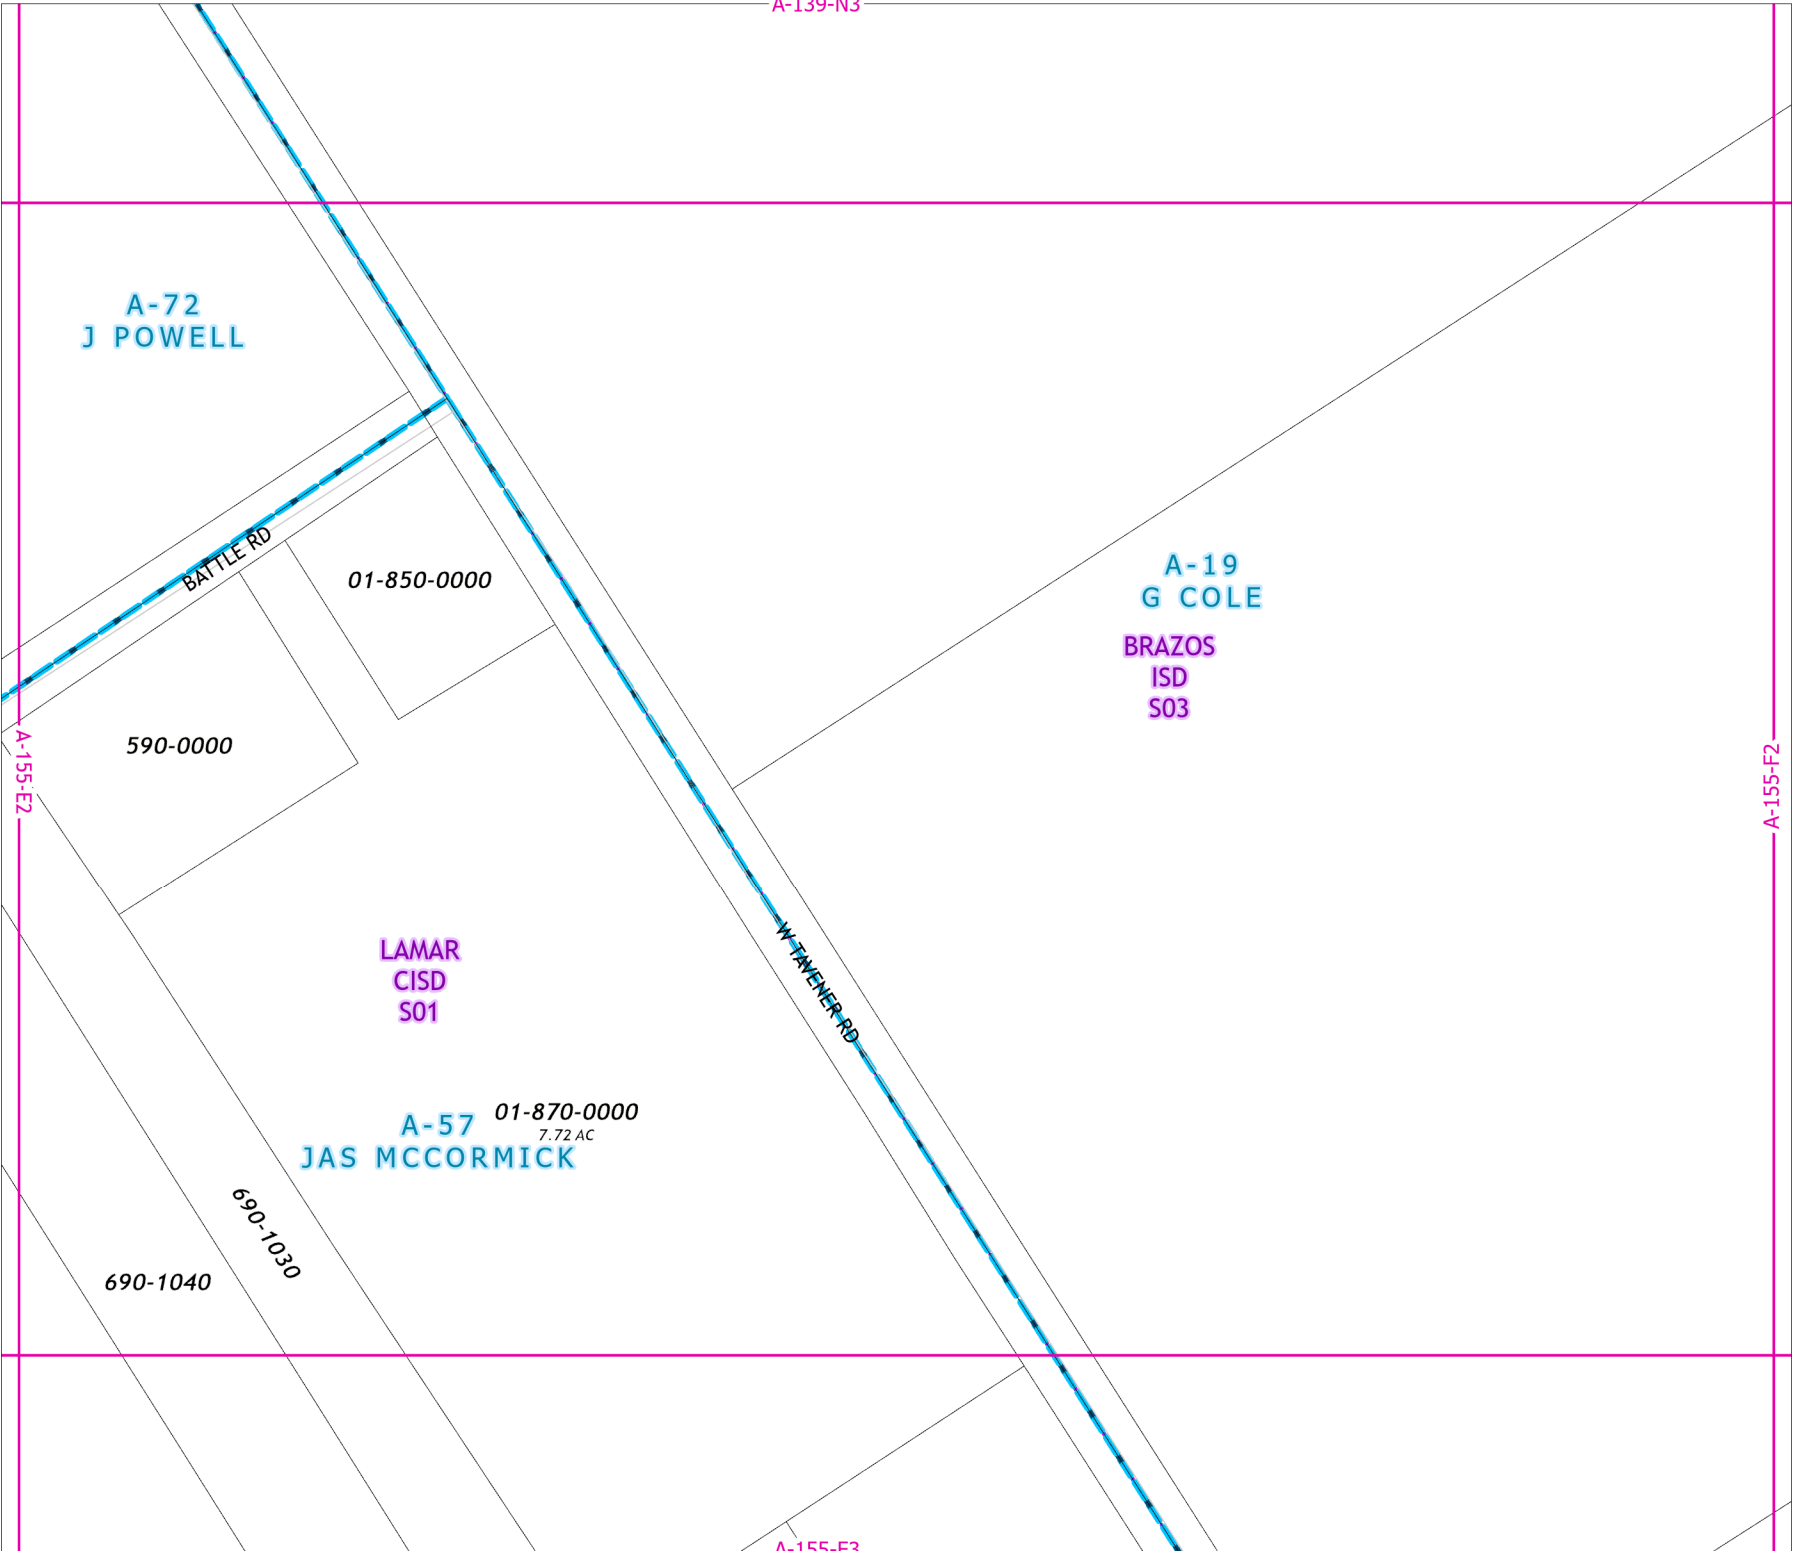 A-139-N3
A-72
J POWELL
BATTLE RD
01-850-0000
A-19
G COLE
BRAZOS
ISD
S03
590-0000
A-155-E2
A-155-F2
LAMAR
CISD
S01
W TAVENER RD
01-870-0000
7.72 AC
A-57
JAS MCCORMICK
690-1030
690-1040